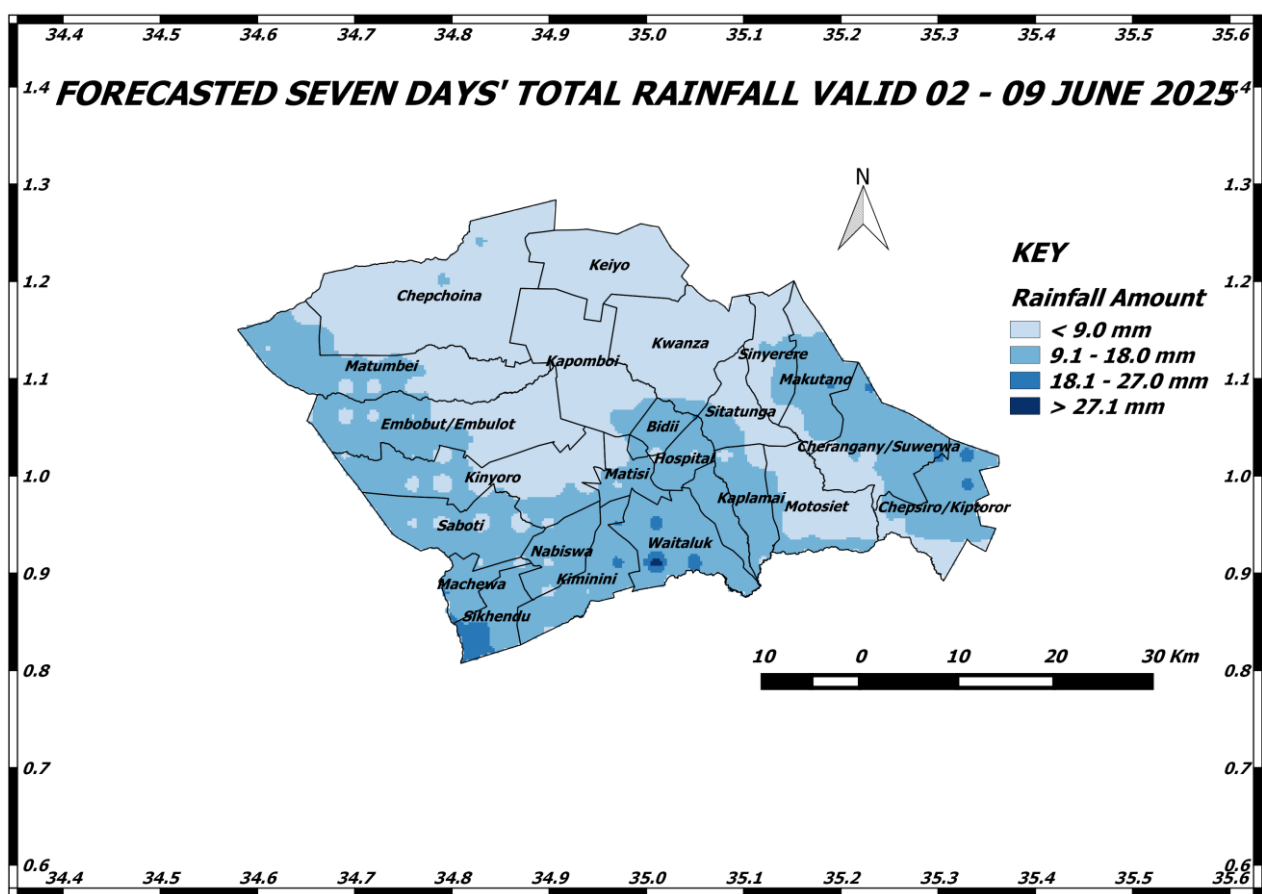 34.4 34.5 34.6 34.7 34.8 34.9 35.0 35.1 35.2 35.3 35.4 35.5 35.6
1.4 1.4
FORECASTED SEVEN DAYS' TOTAL RAINFALL VALID 02 - 09 JUNE 2025
1.3 1.3
N
KEY
Rainfall Amount
< 9.0 mm
9.1 - 18.0 mm
18.1 - 27.0 mm
> 27.1 mm
Keiyo
1.2 1.2
Chepchoina
Kwanza
Sinyerere
Kapomboi
Matumbei
Makutano
1.1 1.1
Sitatunga
Embobut/Embulot
Bidii
Cherangany/Suwerwa
Hospital
1.0 1.0
Kinyoro
Matisi
Kaplamai
Motosiet
Chepsiro/Kiptoror
Saboti
Waitaluk
Nabiswa
0.9 0.9
Machewa
Kiminini
Sikhendu
10 0 10 20 30 Km
0.8 0.8
0.7 0.7
0.6 0.6
34.4 34.5 34.6 34.7 34.8 34.9 35.0 35.1 35.2 35.3 35.4 35.5 35.6